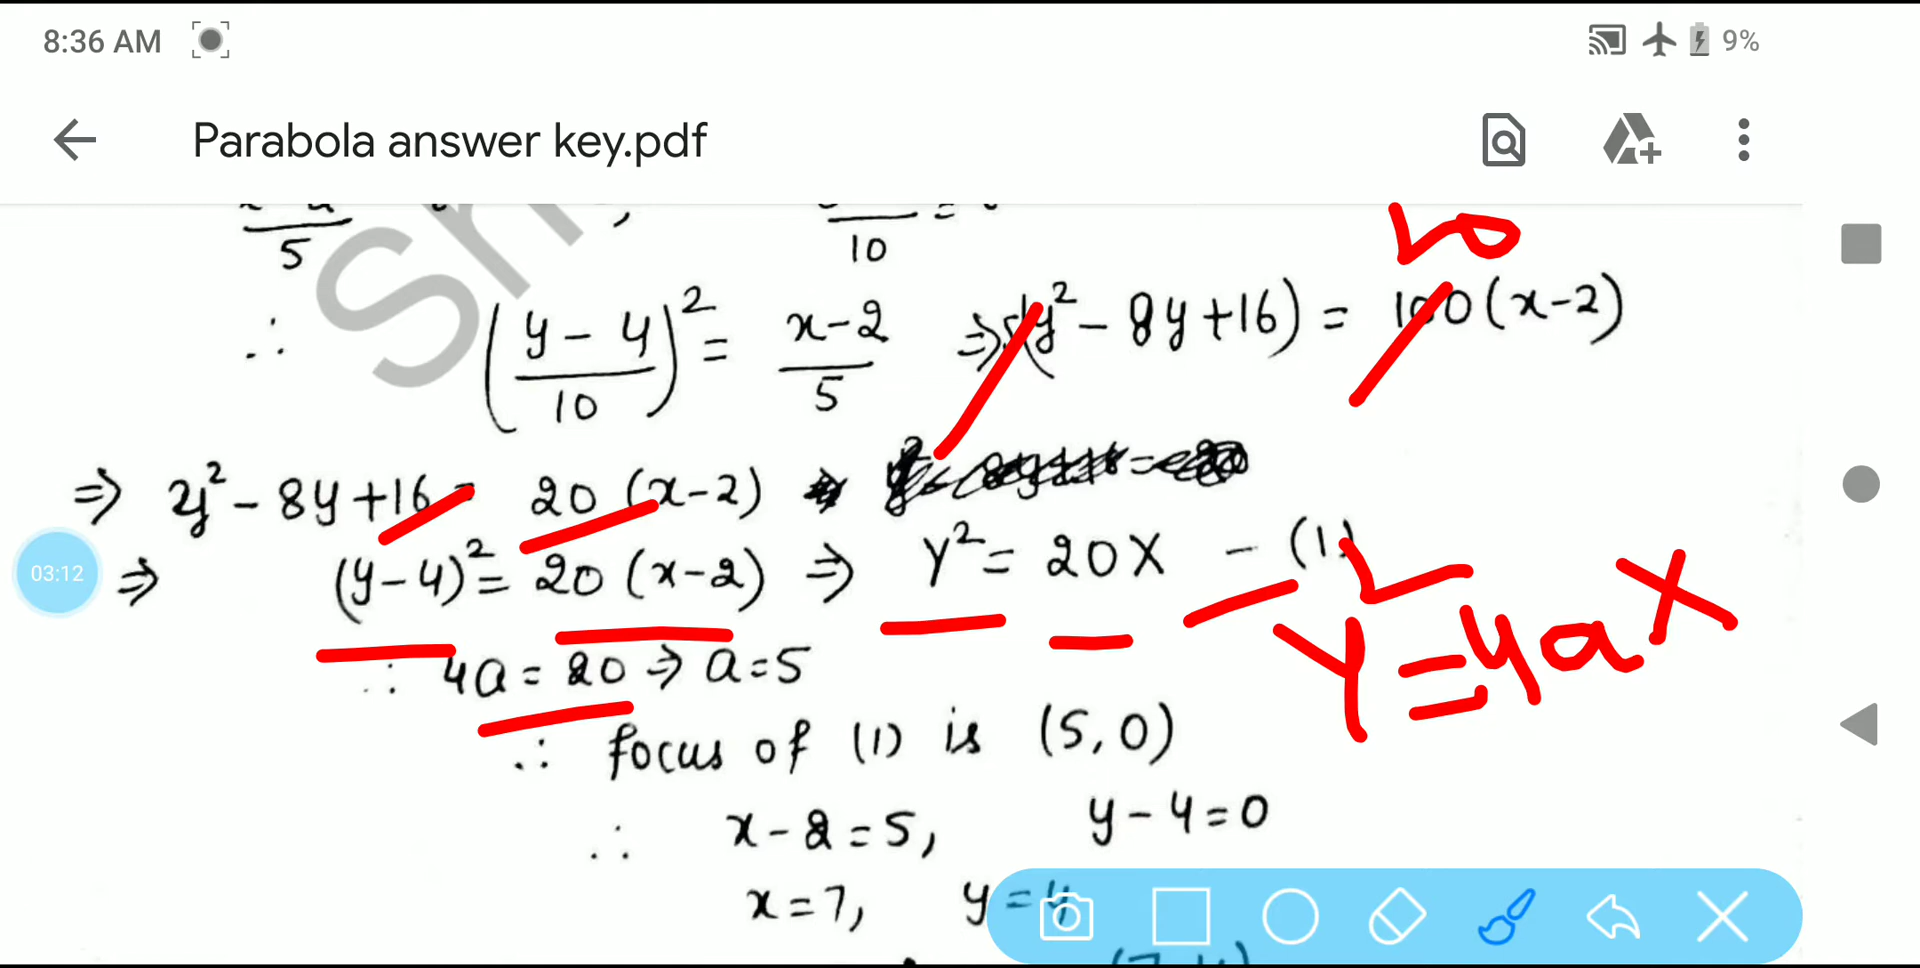 8:36 AM 9%
Parabola answer key.pdf
5 10
∴ ((y-4)/10)² = (x-2)/5 ⇒ 5(y²-8y+16) = 100(x-2)
20
⇒ y²-8y+16 = 20(x-2)
03:12
⇒ (y-4)² = 20(x-2) ⇒ Y² = 20X - (1)
Y² = 4aX
∴ 4a = 20 ⇒ a = 5
∴ focus of (1) is (5,0)
∴ x-2=5, y-4=0
x=7, y=4